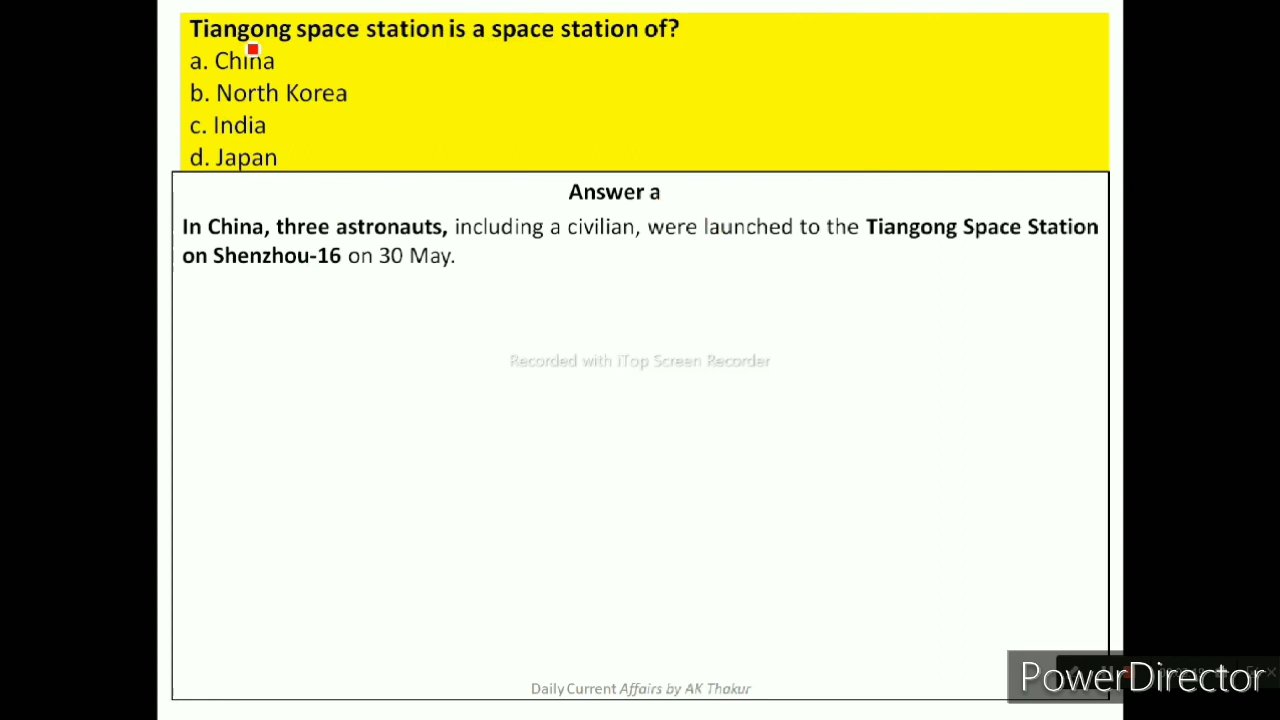 Tiangong space station is a space station of?
a. China
b. North Korea
c. India
d. Japan
Answer a
In China, three astronauts, including a civilian, were launched to the Tiangong Space Station
on Shenzhou-16 on 30 May.
Recorded with iTop Screen Recorder
Daily Current Affairs by AK Thakur
PowerDirector